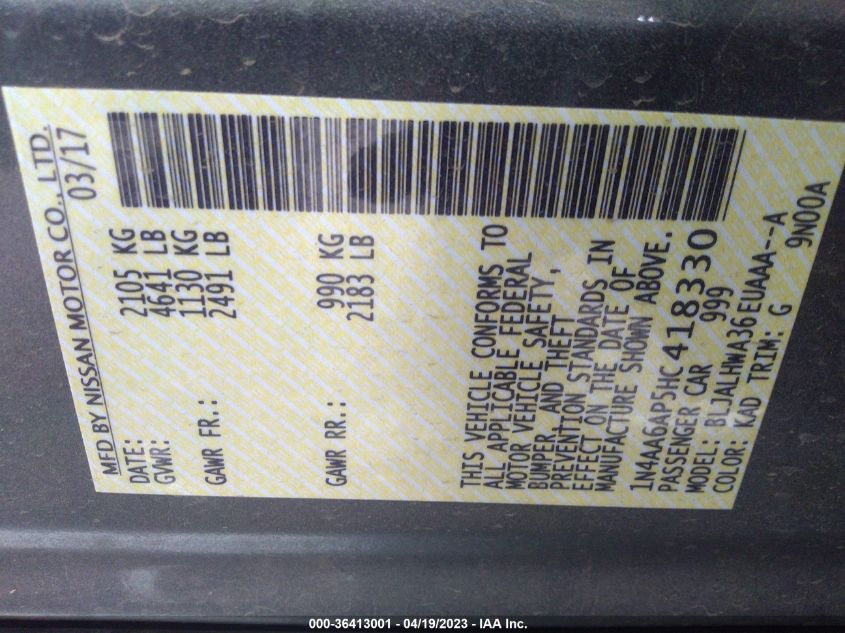 MFD BY NISSAN MOTOR CO., LTD.
DATE: 03/17
GVWR: 2105 KG
4641 LB
GAWR FR.: 1130 KG
2491 LB
GAWR RR.: 990 KG
2183 LB
THIS VEHICLE CONFORMS TO
ALL APPLICABLE FEDERAL
MOTOR VEHICLE SAFETY,
BUMPER, AND THEFT
PREVENTION STANDARDS IN
EFFECT ON THE DATE OF
MANUFACTURE SHOWN ABOVE.
1N4AA6AP5HC418330
PASSENGER CAR 999
MODEL: BLJALHWA36EUAAA--A
COLOR: KAD TRIM: G 9N00A
000-36413001 - 04/19/2023 - IAA Inc.